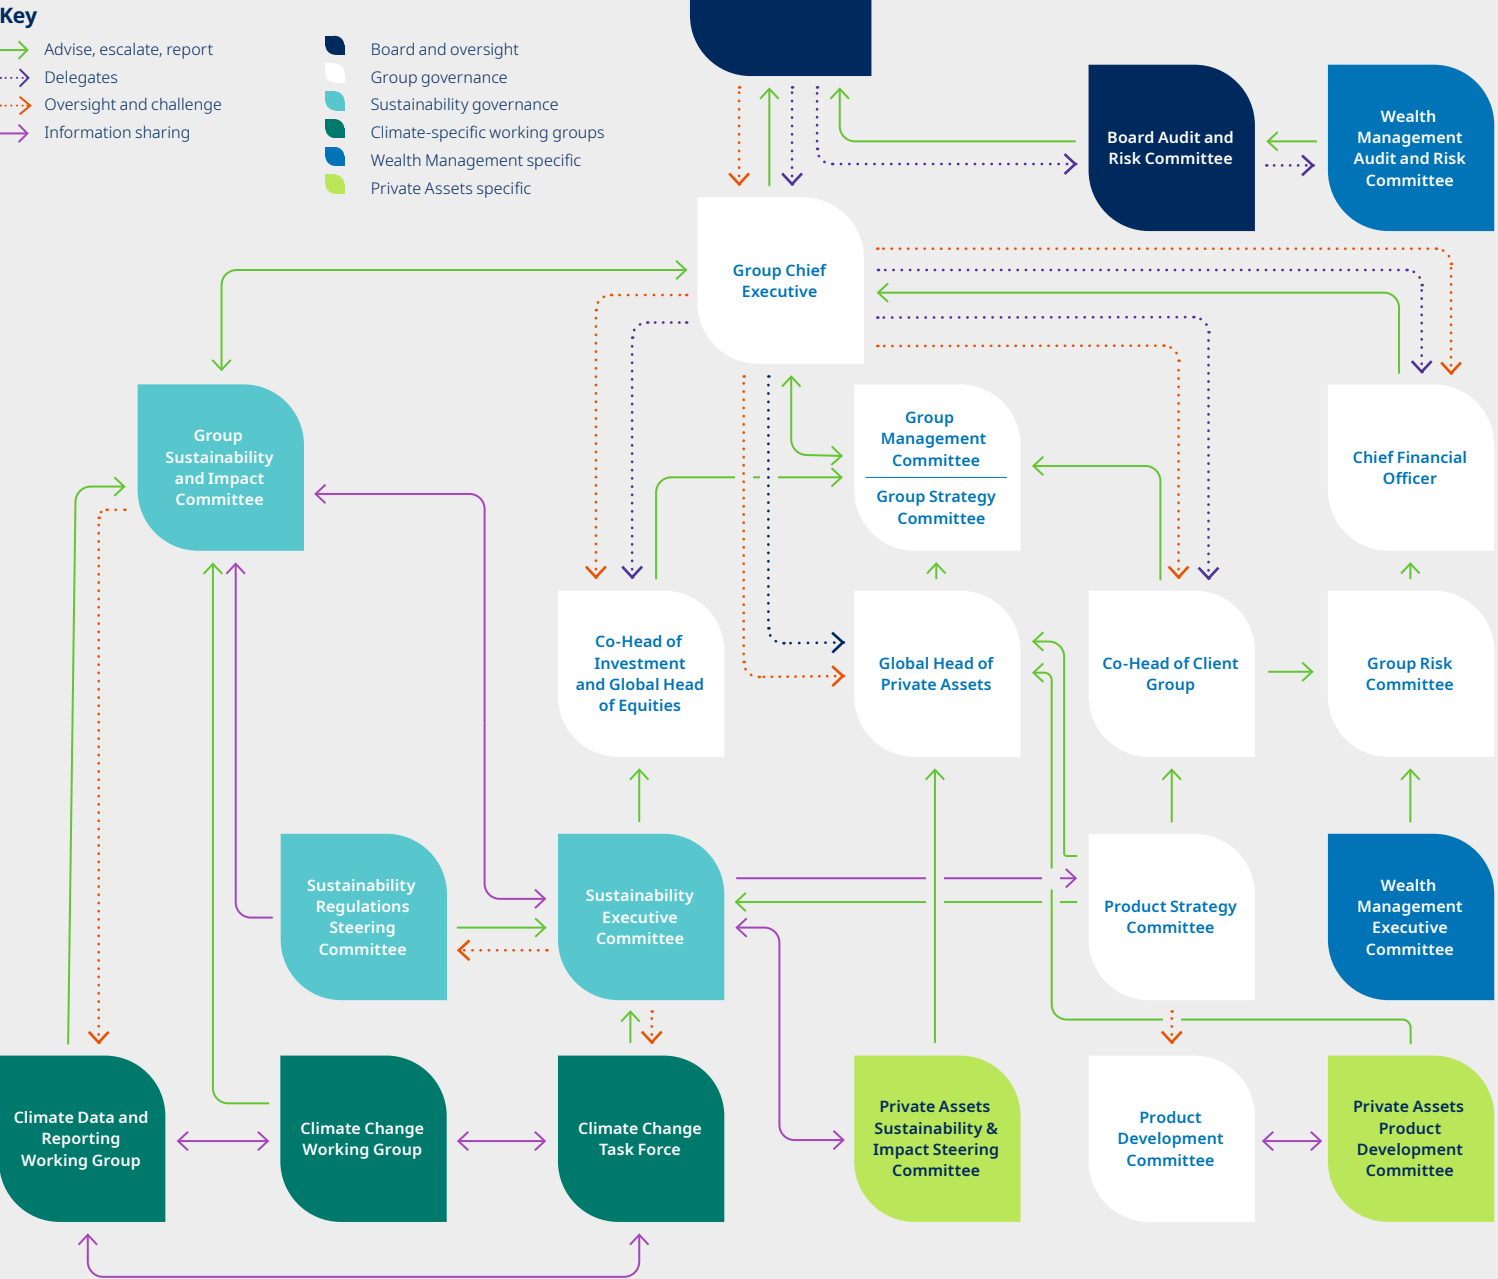 Key
Advise, escalate, report
Delegates
Oversight and challenge
Information sharing
Board and oversight
Group governance
Sustainability governance
Climate-specific working groups
Wealth Management specific
Private Assets specific
Board Audit and
Risk Committee
Wealth
Management
Audit and Risk
Committee
Group Chief
Executive
Group
Sustainability
and Impact
Committee
Group
Management
Committee
Group Strategy
Committee
Chief Financial
Officer
Co-Head of
Investment
and Global Head
of Equities
Global Head of
Private Assets
Co-Head of Client
Group
Group Risk
Committee
Sustainability
Regulations
Steering
Committee
Sustainability
Executive
Committee
Product Strategy
Committee
Wealth
Management
Executive
Committee
Climate Data and
Reporting
Working Group
Climate Change
Working Group
Climate Change
Task Force
Private Assets
Sustainability &
Impact Steering
Committee
Product
Development
Committee
Private Assets
Product
Development
Committee